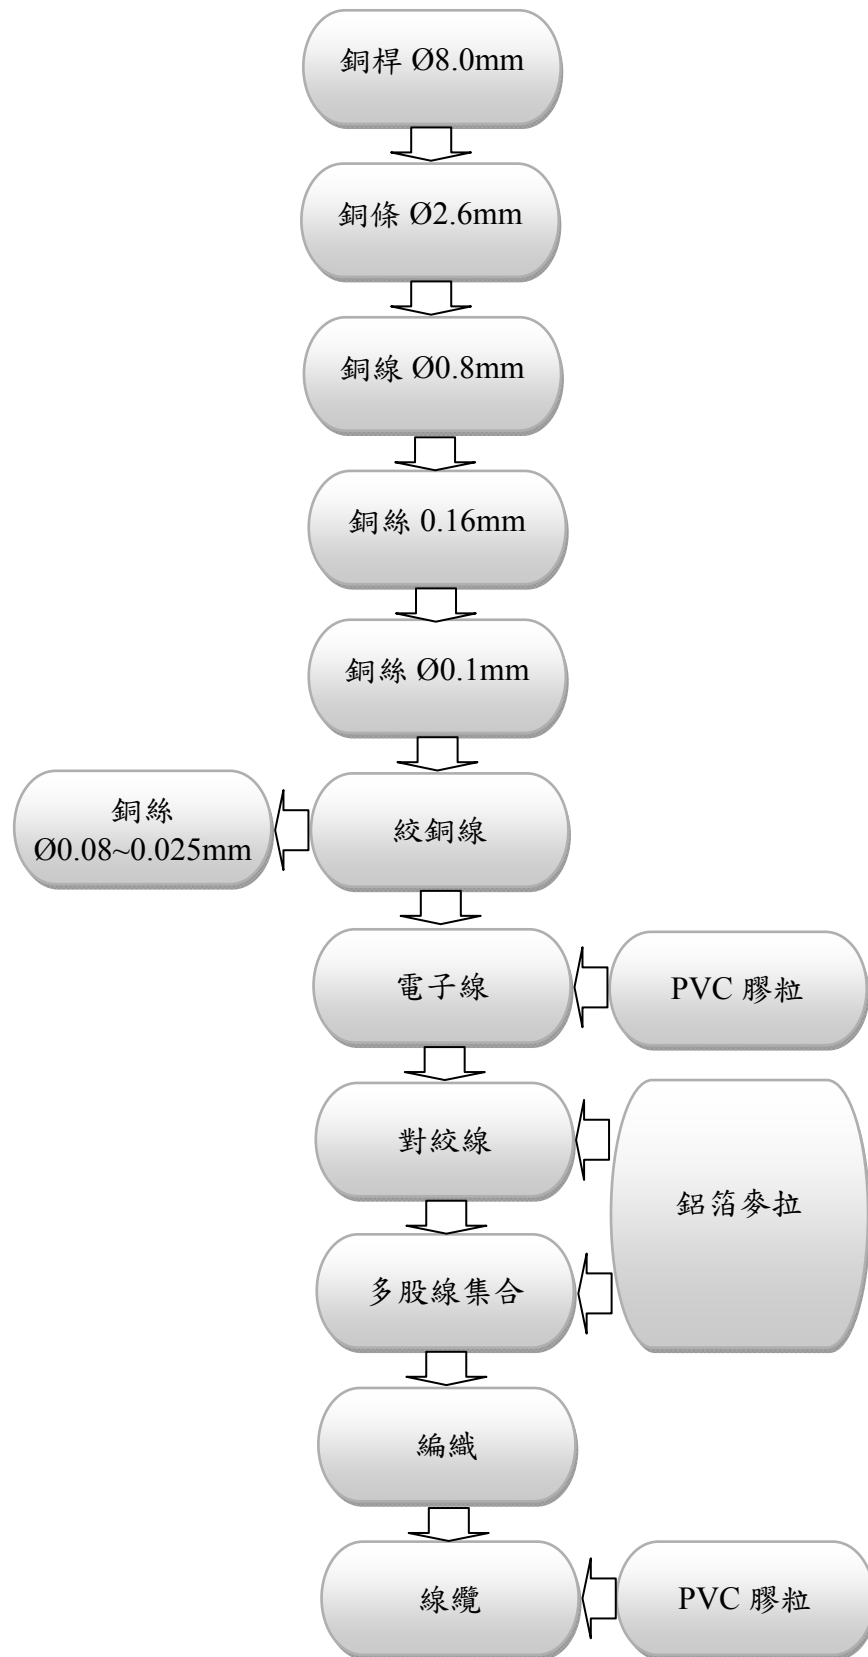 銅桿 Ø8.0mm
銅條 Ø2.6mm
銅線 Ø0.8mm
銅絲 0.16mm
銅絲 Ø0.1mm
銅絲
Ø0.08~0.025mm
絞銅線
電子線
PVC 膠粒
對絞線
鋁箔麥拉
多股線集合
編織
線纜
PVC 膠粒